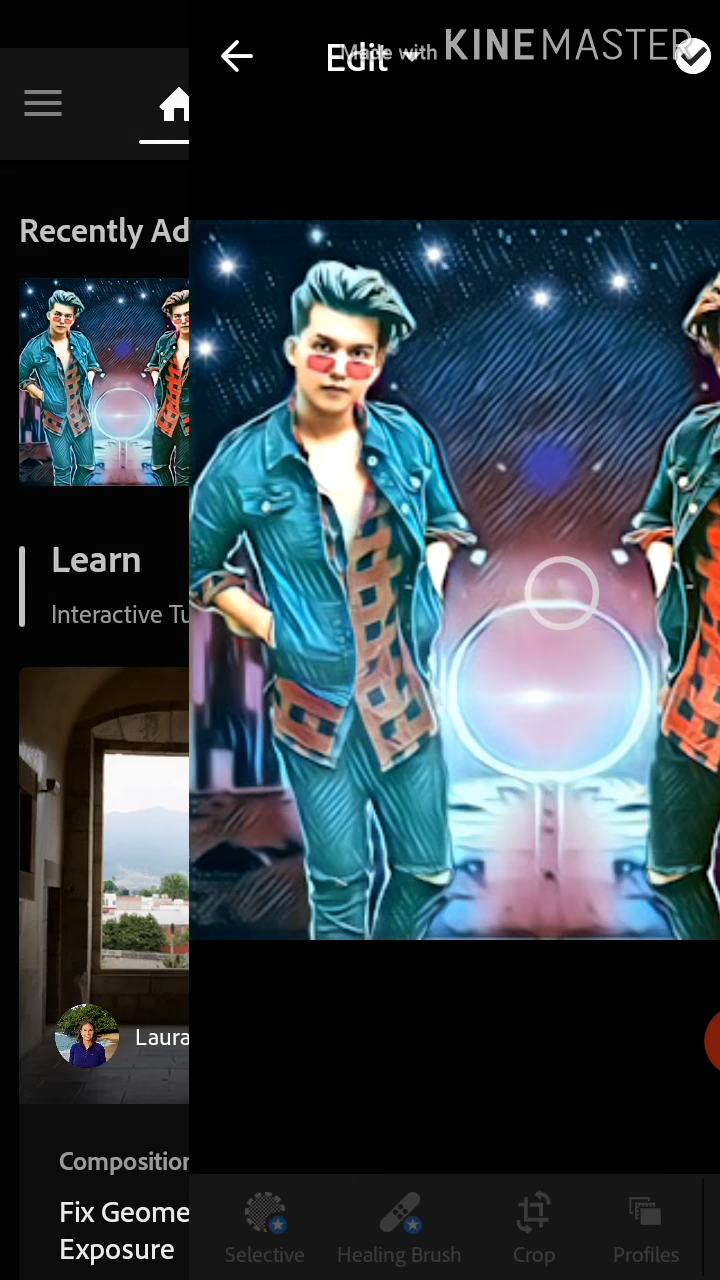 Made with KINEMASTER
Edit
Recently Ad
Learn
Interactive Tu
Laura
Composition
Fix Geome
Exposure
Selective
Healing Brush
Crop
Profiles